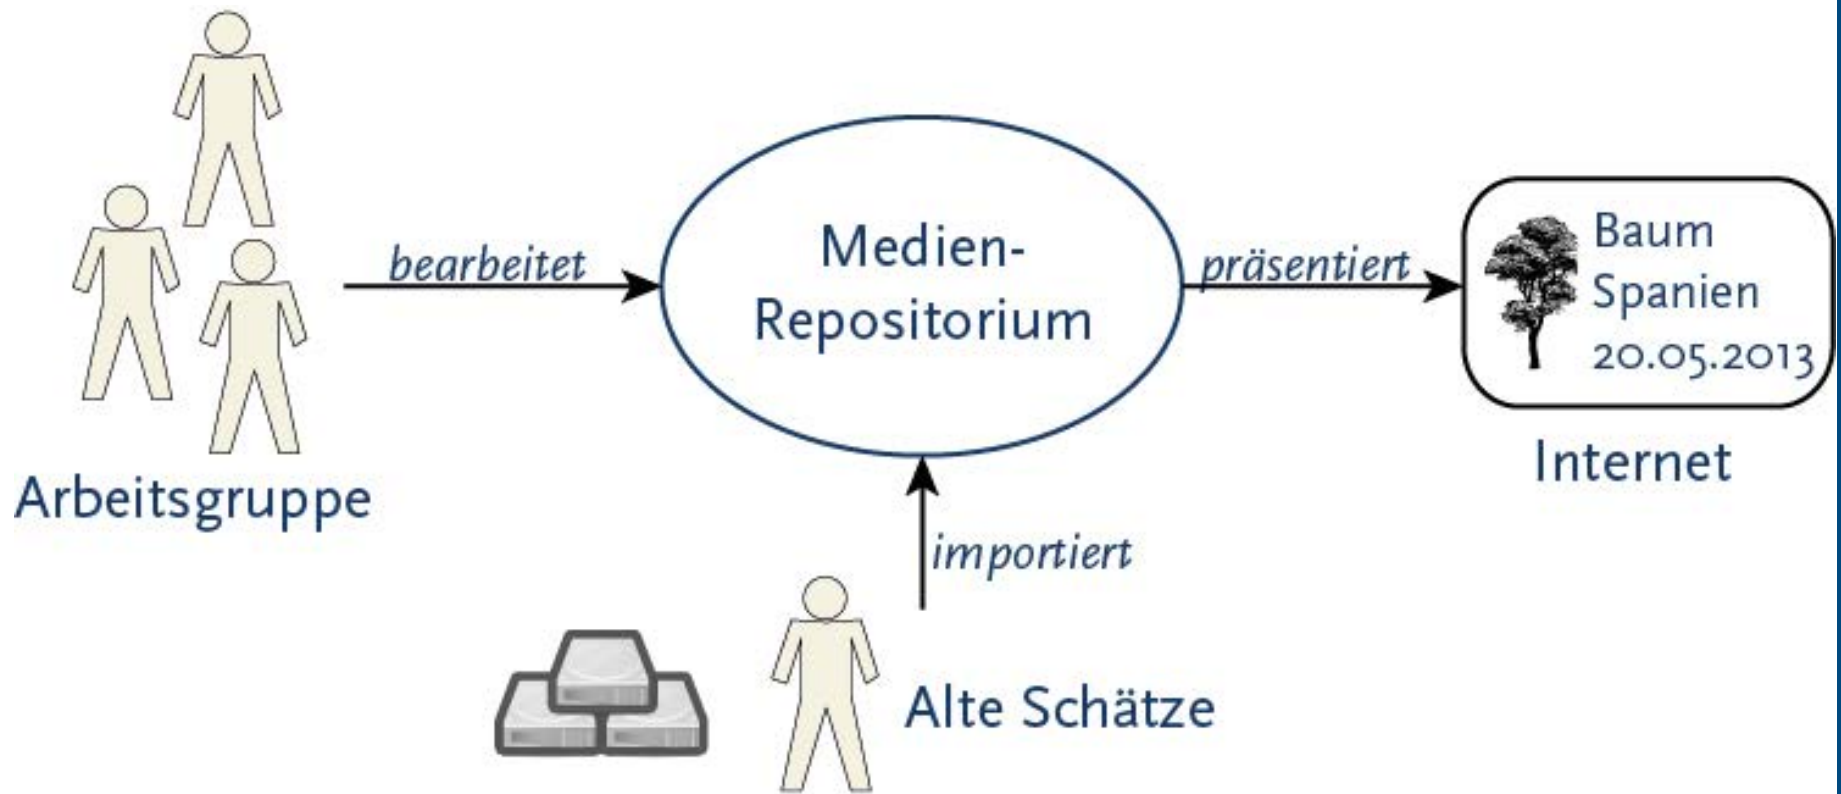 Arbeitsgruppe
bearbeitet
Medien-
Repositorium
präsentiert
Baum
Spanien
20.05.2013
Internet
importiert
Alte Schätze